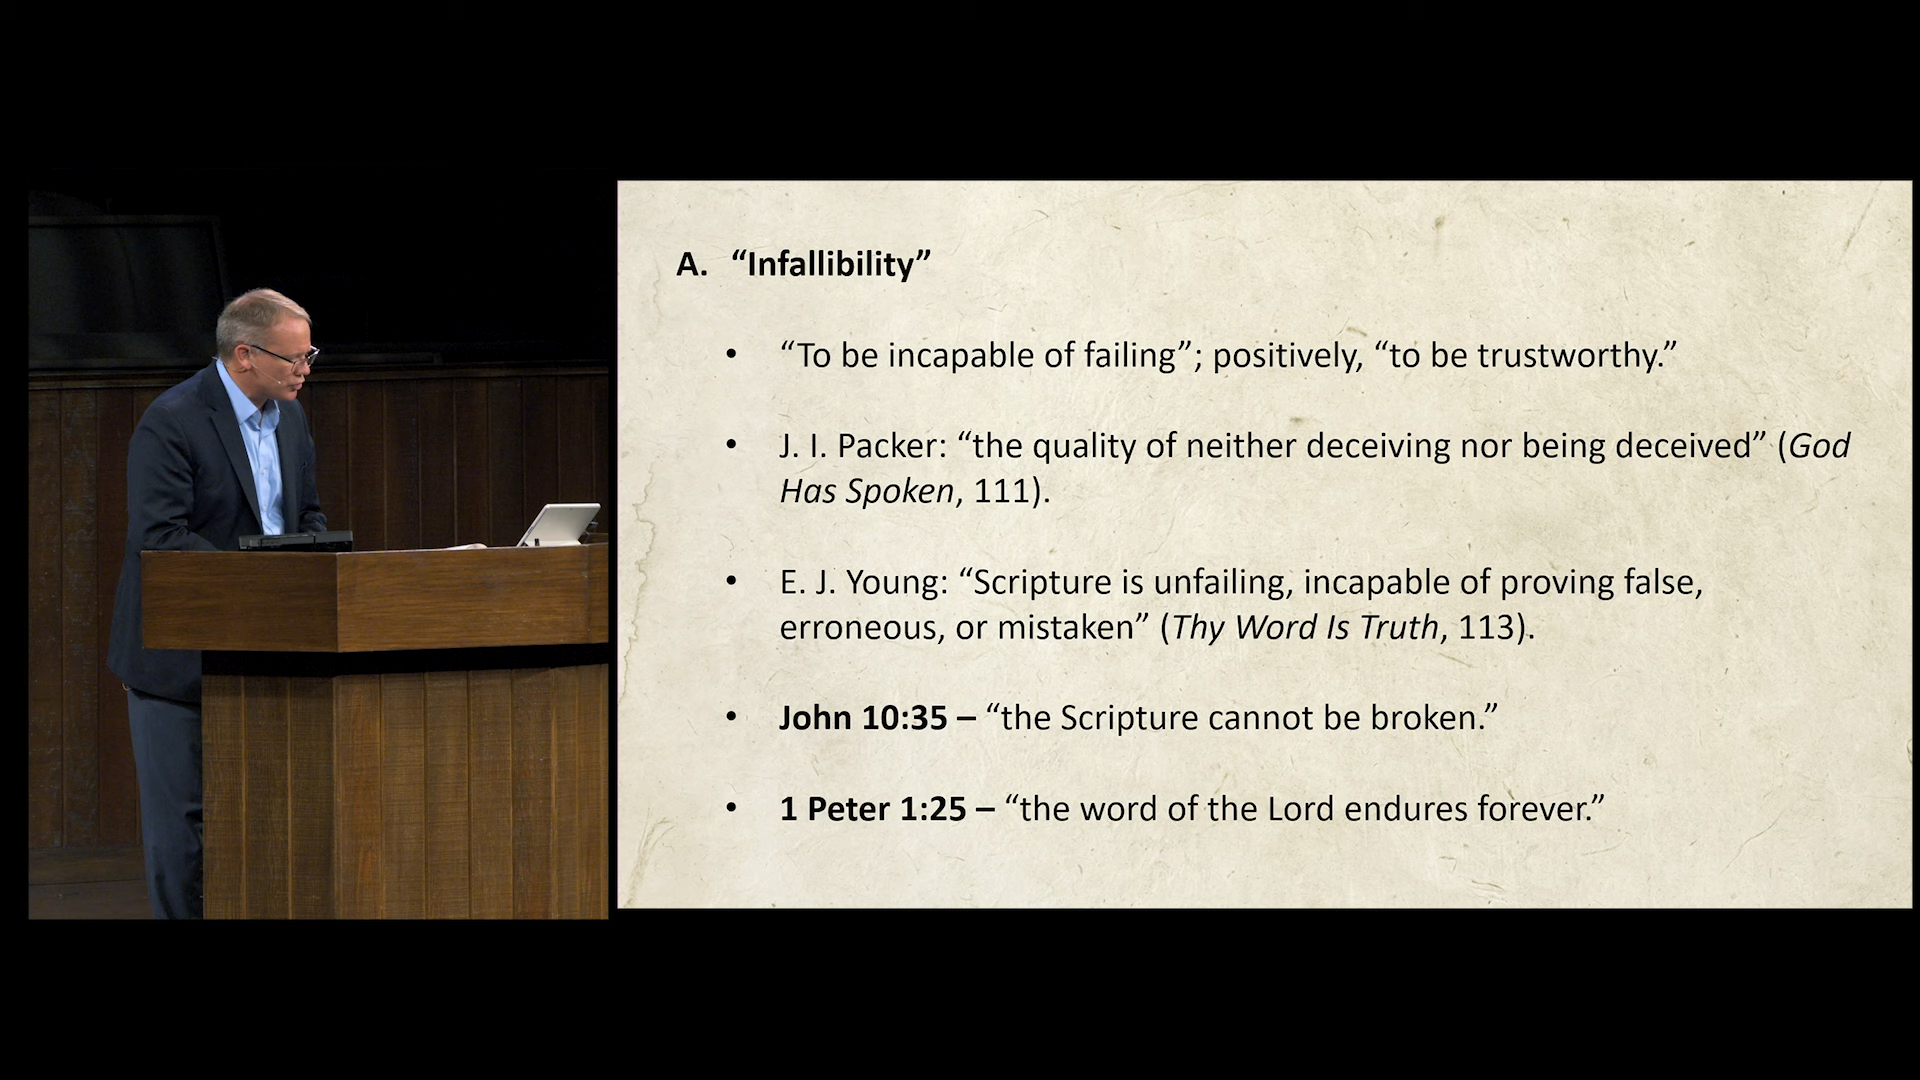 A. “Infallibility”
• “To be incapable of failing”; positively, “to be trustworthy.”
• J. I. Packer: “the quality of neither deceiving nor being deceived” (God
Has Spoken, 111).
• E. J. Young: “Scripture is unfailing, incapable of proving false,
erroneous, or mistaken” (Thy Word Is Truth, 113).
• John 10:35 – “the Scripture cannot be broken.”
• 1 Peter 1:25 – “the word of the Lord endures forever.”